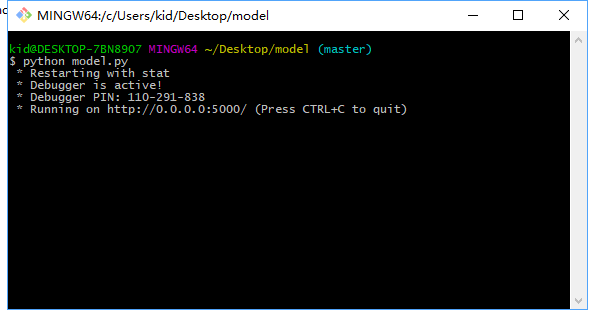 MINGW64:/c/Users/kid/Desktop/model
kid@DESKTOP-7BN89O7 MINGW64 ~/Desktop/model (master)
$ python model.py
 * Restarting with stat
 * Debugger is active!
 * Debugger PIN: 110-291-838
 * Running on http://0.0.0.0:5000/ (Press CTRL+C to quit)